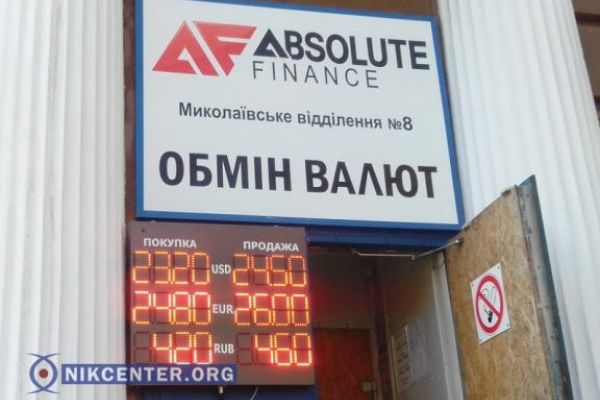 ABSOLUTE
FINANCE
Миколаївське відділення №8
ОБМІН ВАЛЮТ
ПОКУПКА ПРОДАЖА
2320 USD 2450
2480 EUR 2600
420 RUB 460
NIKCENTER.ORG